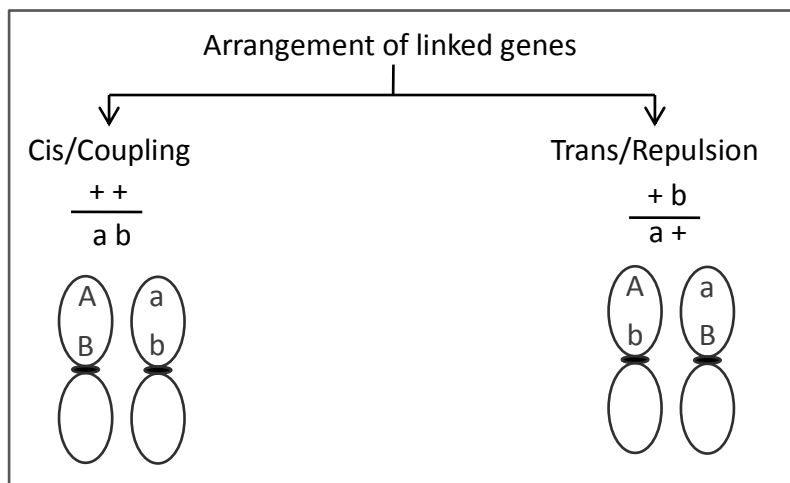 Arrangement of linked genes
Cis/Coupling
+ +
a b
A a
B b
Trans/Repulsion
+ b
a +
A a
b B